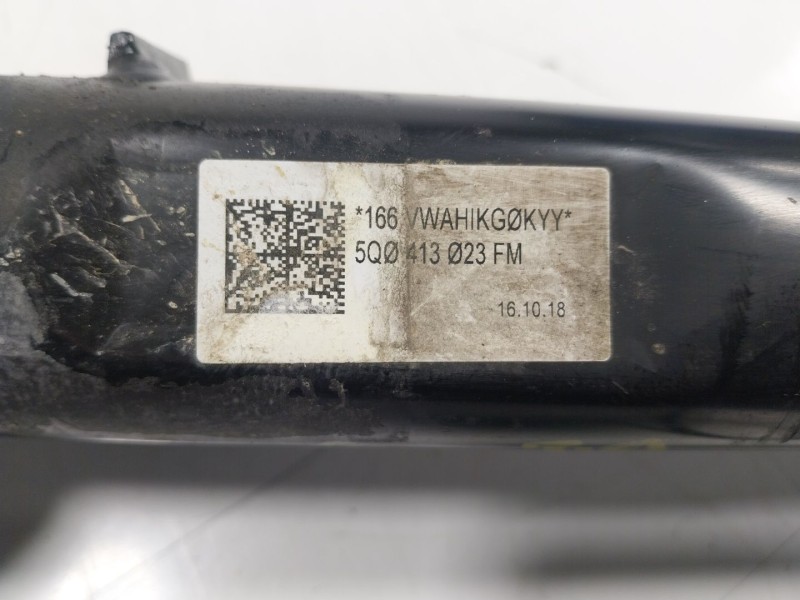 *166 VWAHIKGØKYY*
5QØ 413 Ø23 FM
16.10.18